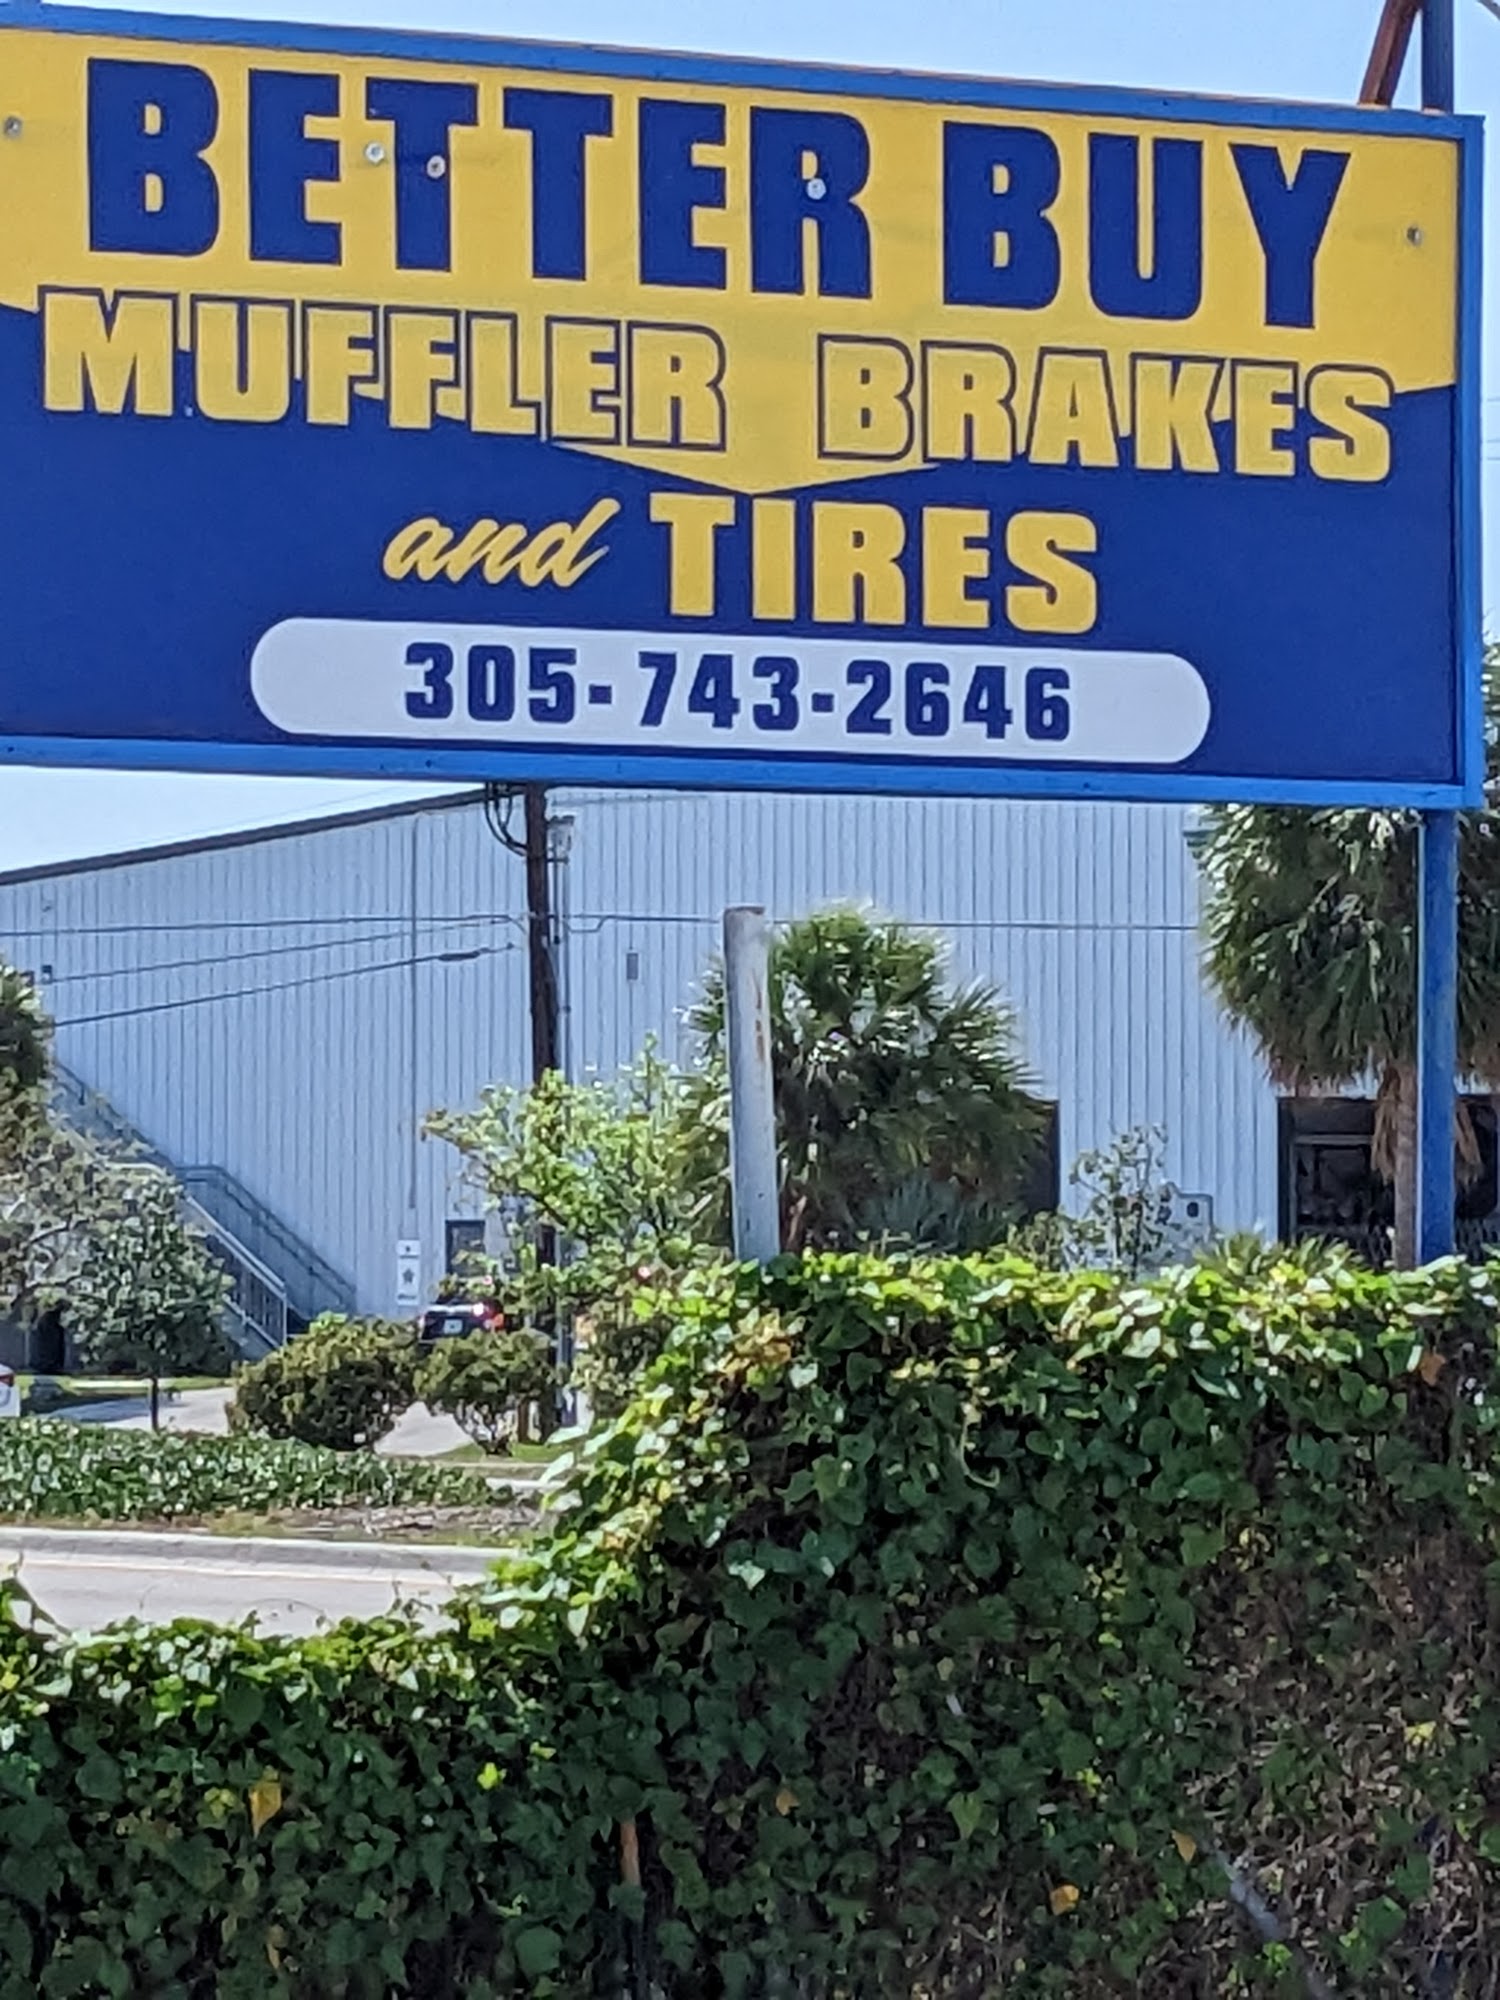 BETTER BUY
MUFFLER BRAKES
and TIRES
305-743-2646